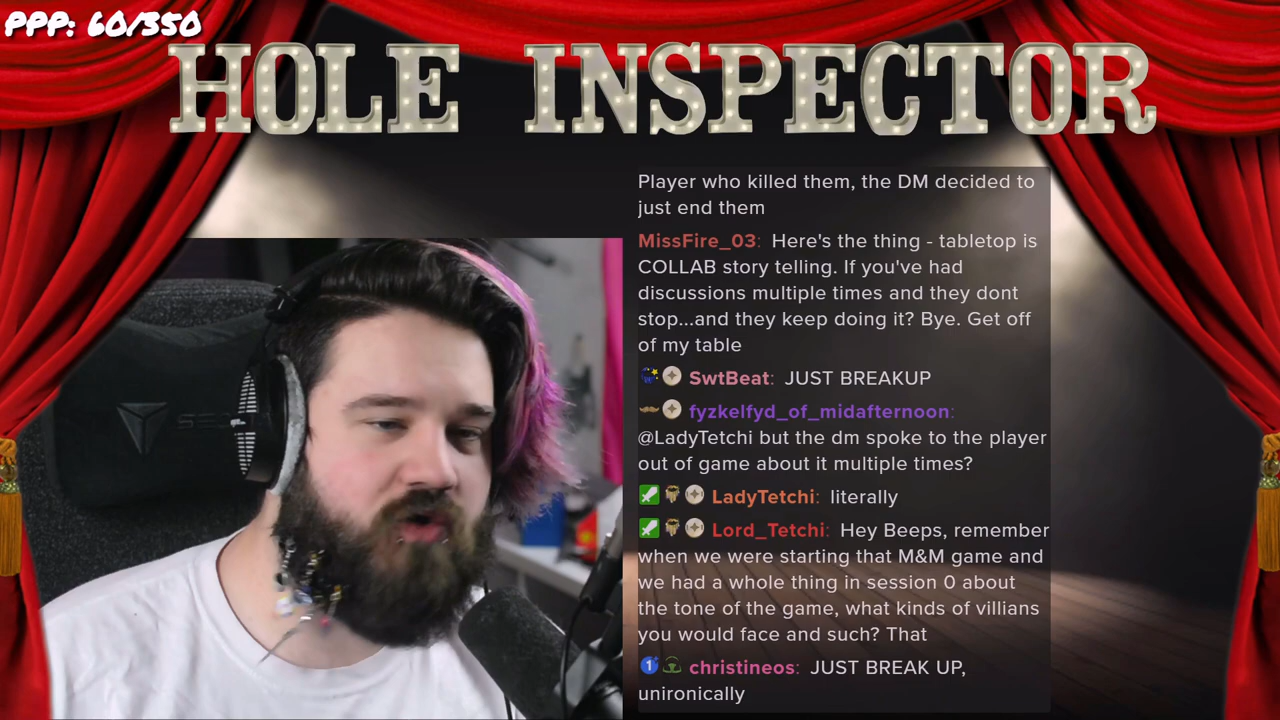 PPP: 60/350
HOLE INSPECTOR
Player who killed them, the DM decided to
just end them
MissFire_03: Here's the thing - tabletop is
COLLAB story telling. If you've had
discussions multiple times and they dont
stop...and they keep doing it? Bye. Get off
of my table
SwtBeat: JUST BREAKUP
fyzkelfyd_of_midafternoon:
@LadyTetchi but the dm spoke to the player
out of game about it multiple times?
LadyTetchi: literally
Lord_Tetchi: Hey Beeps, remember
when we were starting that M&M game and
we had a whole thing in session 0 about
the tone of the game, what kinds of villians
you would face and such? That
1 christineos: JUST BREAK UP,
unironically